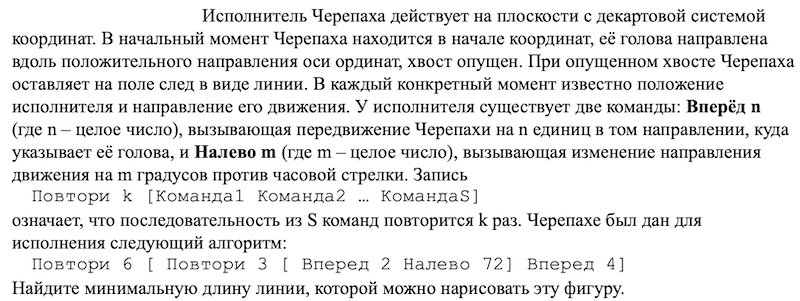 Исполнитель Черепаха действует на плоскости с декартовой системой
координат. В начальный момент Черепаха находится в начале координат, её голова направлена
вдоль положительного направления оси ординат, хвост опущен. При опущенном хвосте Черепаха
оставляет на поле след в виде линии. В каждый конкретный момент известно положение
исполнителя и направление его движения. У исполнителя существует две команды: Вперёд n
(где n – целое число), вызывающая передвижение Черепахи на n единиц в том направлении, куда
указывает её голова, и Налево m (где m – целое число), вызывающая изменение направления
движения на m градусов против часовой стрелки. Запись
Повтори k [Команда1 Команда2 … КомандаS]
означает, что последовательность из S команд повторится k раз. Черепахе был дан для
исполнения следующий алгоритм:
Повтори 6 [ Повтори 3 [ Вперед 2 Налево 72] Вперед 4]
Найдите минимальную длину линии, которой можно нарисовать эту фигуру.